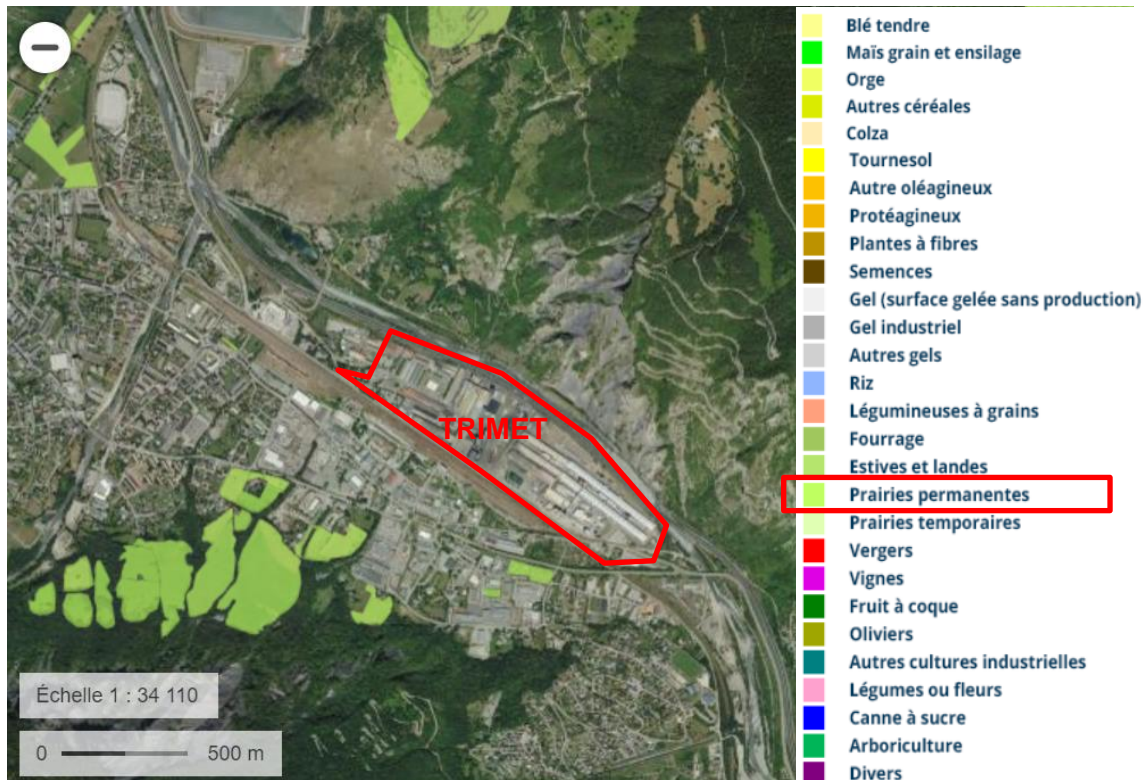 TRIMET
Échelle 1 : 34 110
0 500 m
Blé tendre
Maïs grain et ensilage
Orge
Autres céréales
Colza
Tournesol
Autre oléagineux
Protéagineux
Plantes à fibres
Semences
Gel (surface gelée sans production)
Gel industriel
Autres gels
Riz
Légumineuses à grains
Fourrage
Estives et landes
Prairies permanentes
Prairies temporaires
Vergers
Vignes
Fruit à coque
Oliviers
Autres cultures industrielles
Légumes ou fleurs
Canne à sucre
Arboriculture
Divers